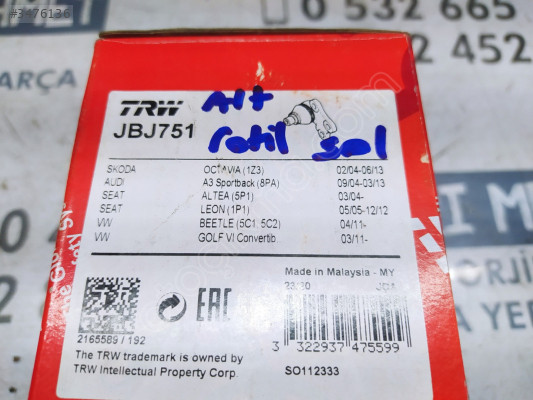 #3476136
0 532 665
2 452
ARÇA
TRW
Alt
JBJ751
rotil sol
SKODA OCTAVIA (1Z3) 02/04-06/13
AUDI A3 Sportback (8PA) 09/04-03/13
SEAT ALTEA (5P1) 03/04-
SEAT LEON (1P1) 05/05-12/12
VW BEETLE (5C1, 5C2) 04/11-
VW GOLF VI Convertib. 03/11-
Made in Malaysia - MY
EAC
2165589 / 192
The TRW trademark is owned by
TRW Intellectual Property Corp.
3 322937 475599
SO112333